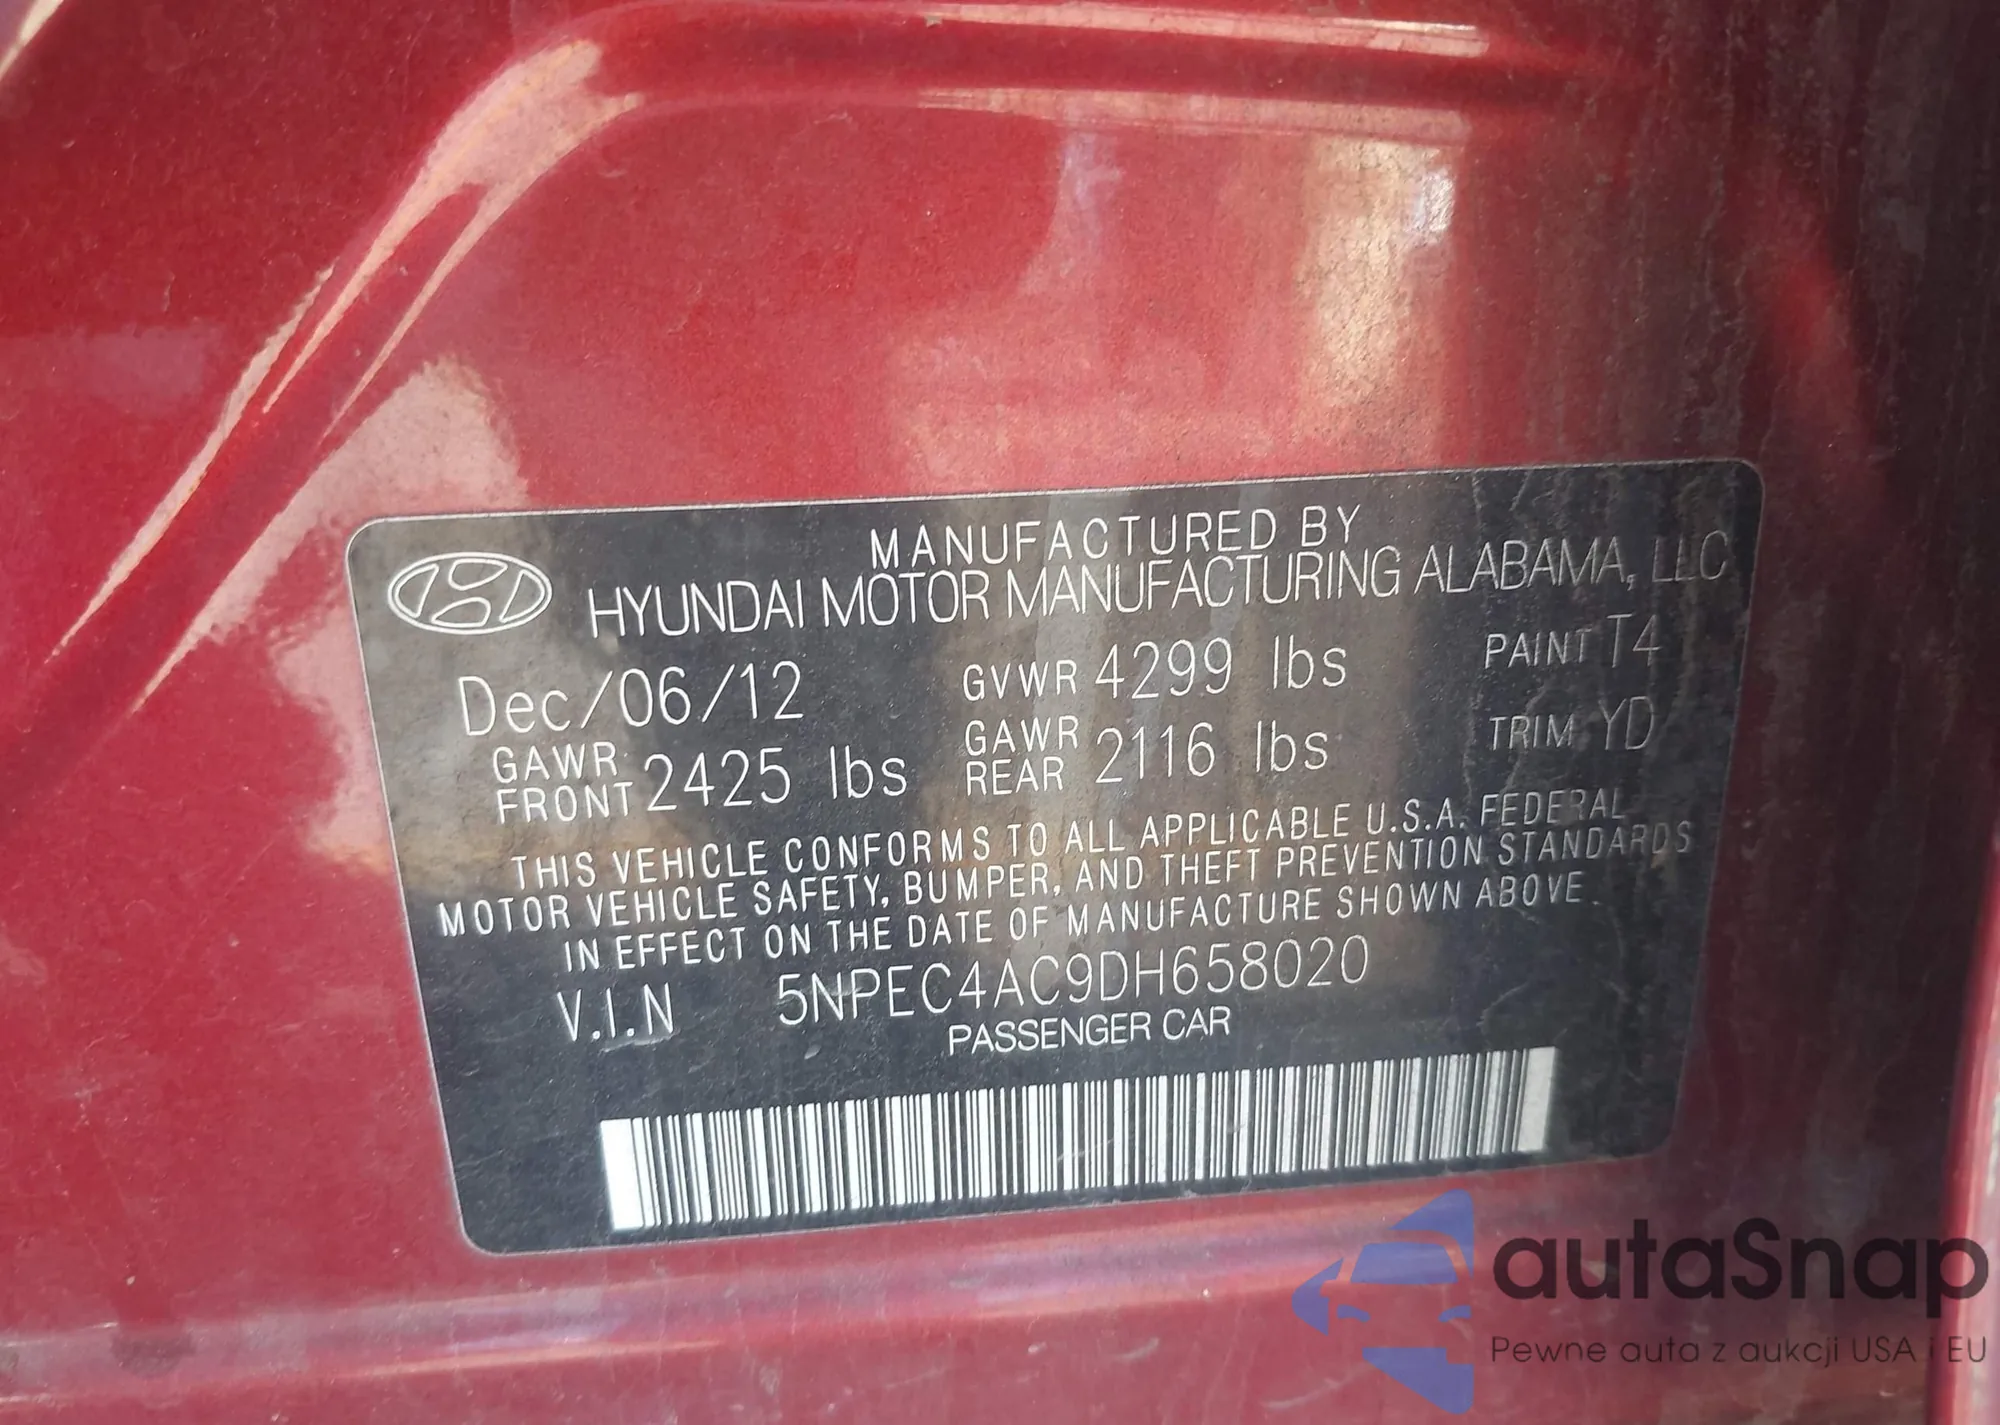 MANUFACTURED BY
HYUNDAI MOTOR MANUFACTURING ALABAMA, LLC
Dec/06/12 GVWR 4299 lbs PAINT T4
GAWR FRONT 2425 lbs GAWR REAR 2116 lbs TRIM YD
THIS VEHICLE CONFORMS TO ALL APPLICABLE U.S.A. FEDERAL
MOTOR VEHICLE SAFETY, BUMPER, AND THEFT PREVENTION STANDARDS
IN EFFECT ON THE DATE OF MANUFACTURE SHOWN ABOVE.
V.I.N 5NPEC4AC9DH658020
PASSENGER CAR
autaSnap
Pewne auta z aukcji USA i EU